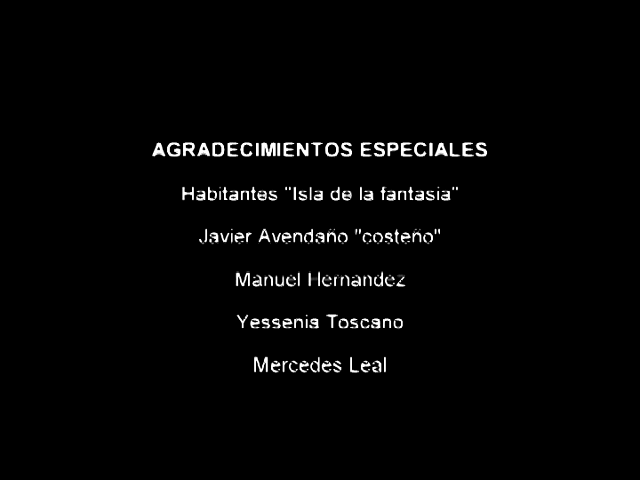 AGRADECIMIENTOS ESPECIALES
Habitantes "Isla de la fantasia"
Javier Avendaño "costeño"
Manuel Hernandez
Yessenia Toscano
Mercedes Leal